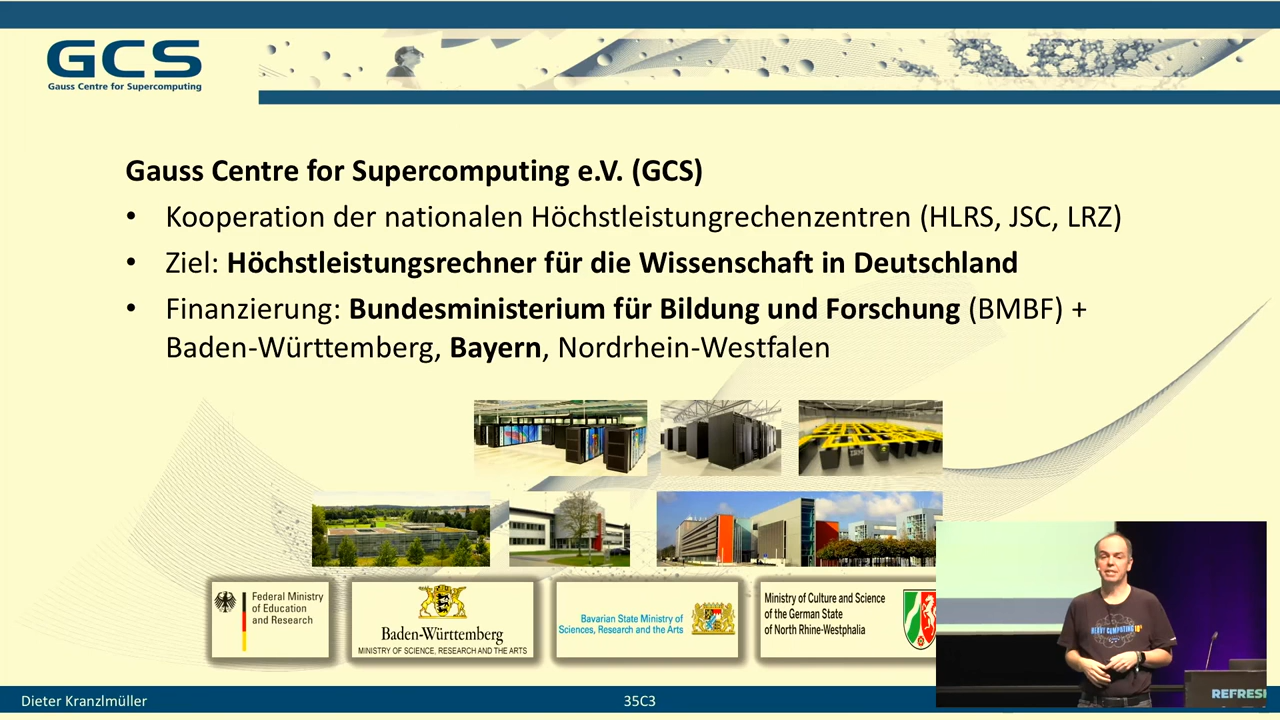 GCS
Gauss Centre for Supercomputing
Gauss Centre for Supercomputing e.V. (GCS)
• Kooperation der nationalen Höchstleistungrechenzentren (HLRS, JSC, LRZ)
• Ziel: Höchstleistungsrechner für die Wissenschaft in Deutschland
• Finanzierung: Bundesministerium für Bildung und Forschung (BMBF) +
Baden-Württemberg, Bayern, Nordrhein-Westfalen
IBM
Federal Ministry
of Education
and Research
Baden-Württemberg
MINISTRY OF SCIENCE, RESEARCH AND THE ARTS
Bavarian State Ministry of
Sciences, Research and the Arts
Ministry of Culture and Science
of the German State
of North Rhine-Westphalia
Dieter Kranzlmüller
35C3